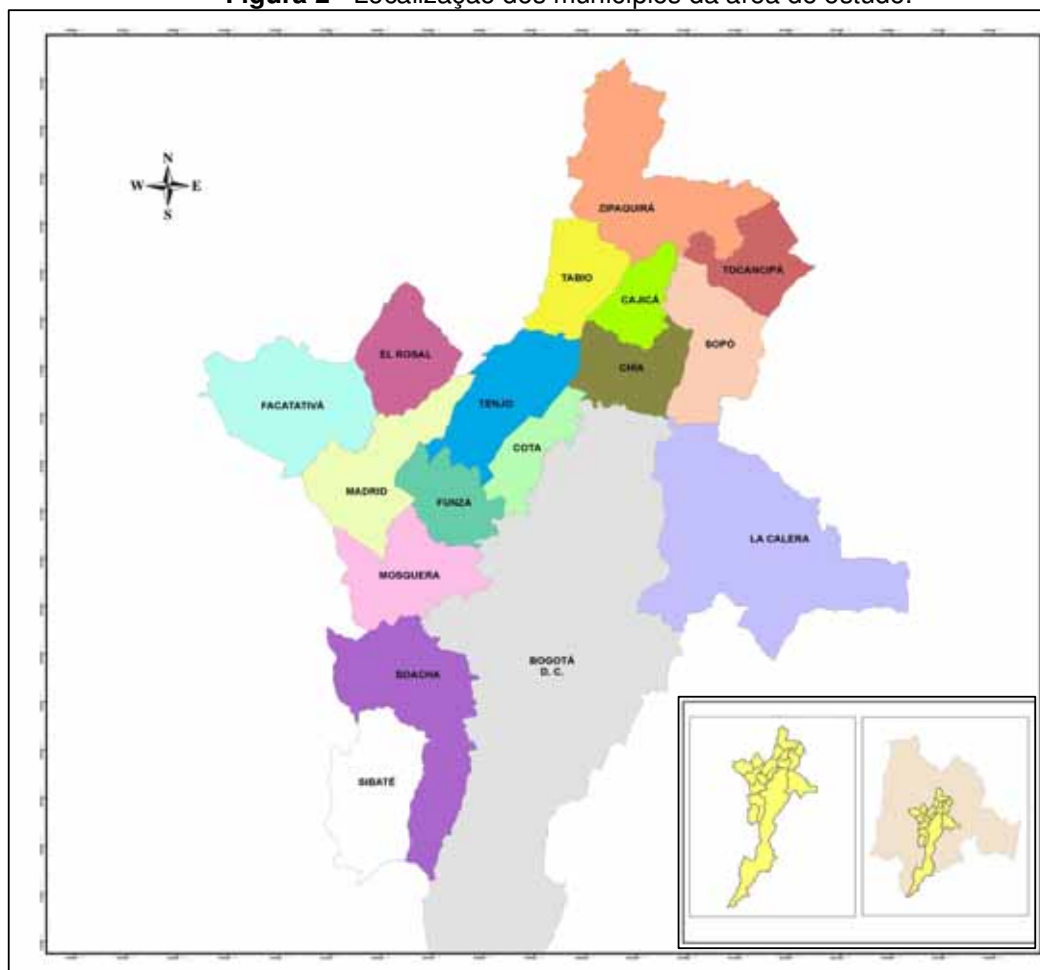 Figura 2 - Localização dos municípios da área de estudo.
N
W E
S
ZIPAQUIRÁ
TOCANCIPÁ
TABIO
CAJICÁ
SOPÓ
EL ROSAL
CHÍA
FACATATIVÁ
TENJO
COTA
MADRID
FUNZA
LA CALERA
MOSQUERA
BOGOTÁ
D. C.
SOACHA
SIBATÉ